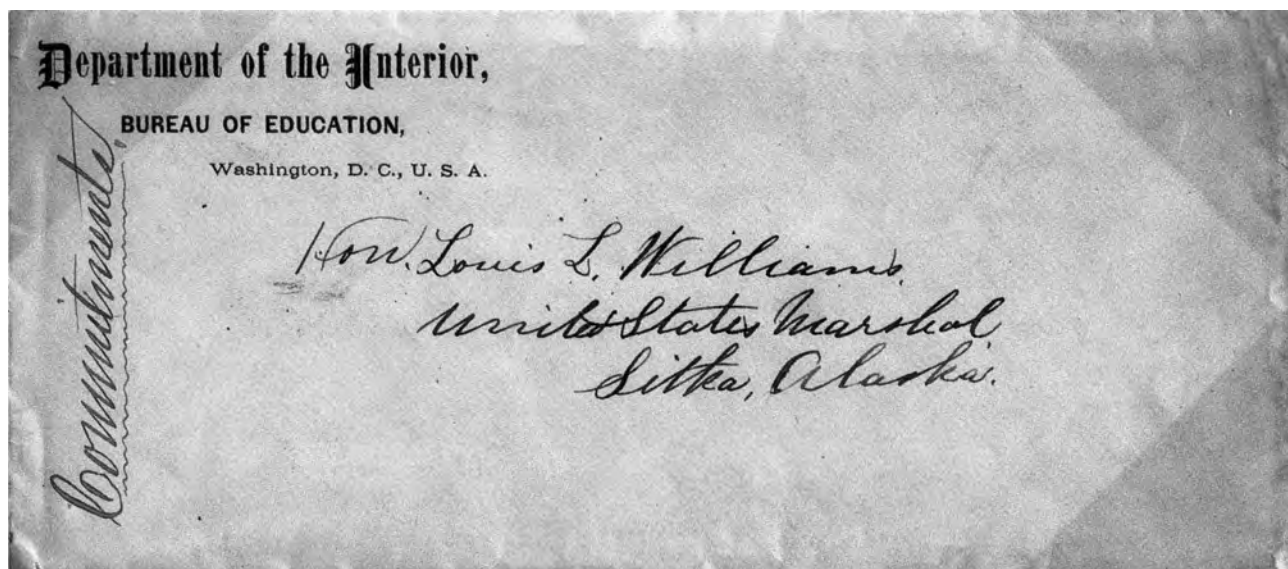 Department of the Interior,
BUREAU OF EDUCATION,
Washington, D. C., U. S. A.
Commitments.
Hon. Louis L. Williams
United States Marshal
Sitka, Alaska.